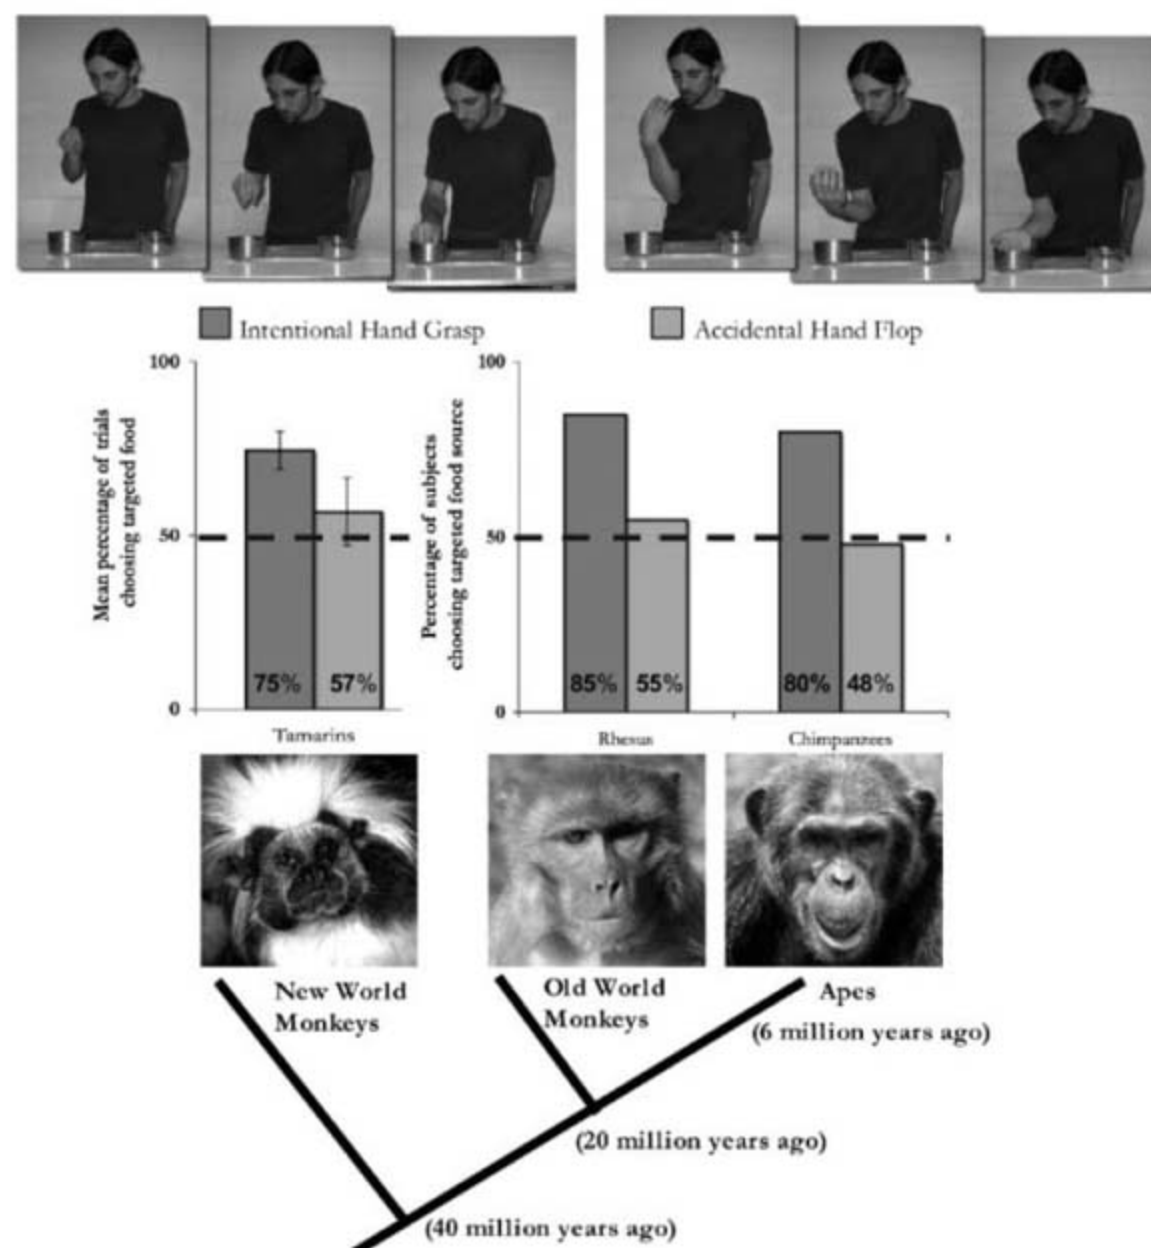 Intentional Hand Grasp
Accidental Hand Flop
100
50
0
Mean percentage of trials
choosing targeted food
75%
57%
Tamarins
100
50
0
Percentage of subjects
choosing targeted food source
85%
55%
80%
48%
Rhesus
Chimpanzees
New World
Monkeys
Old World
Monkeys
Apes
(6 million years ago)
(20 million years ago)
(40 million years ago)